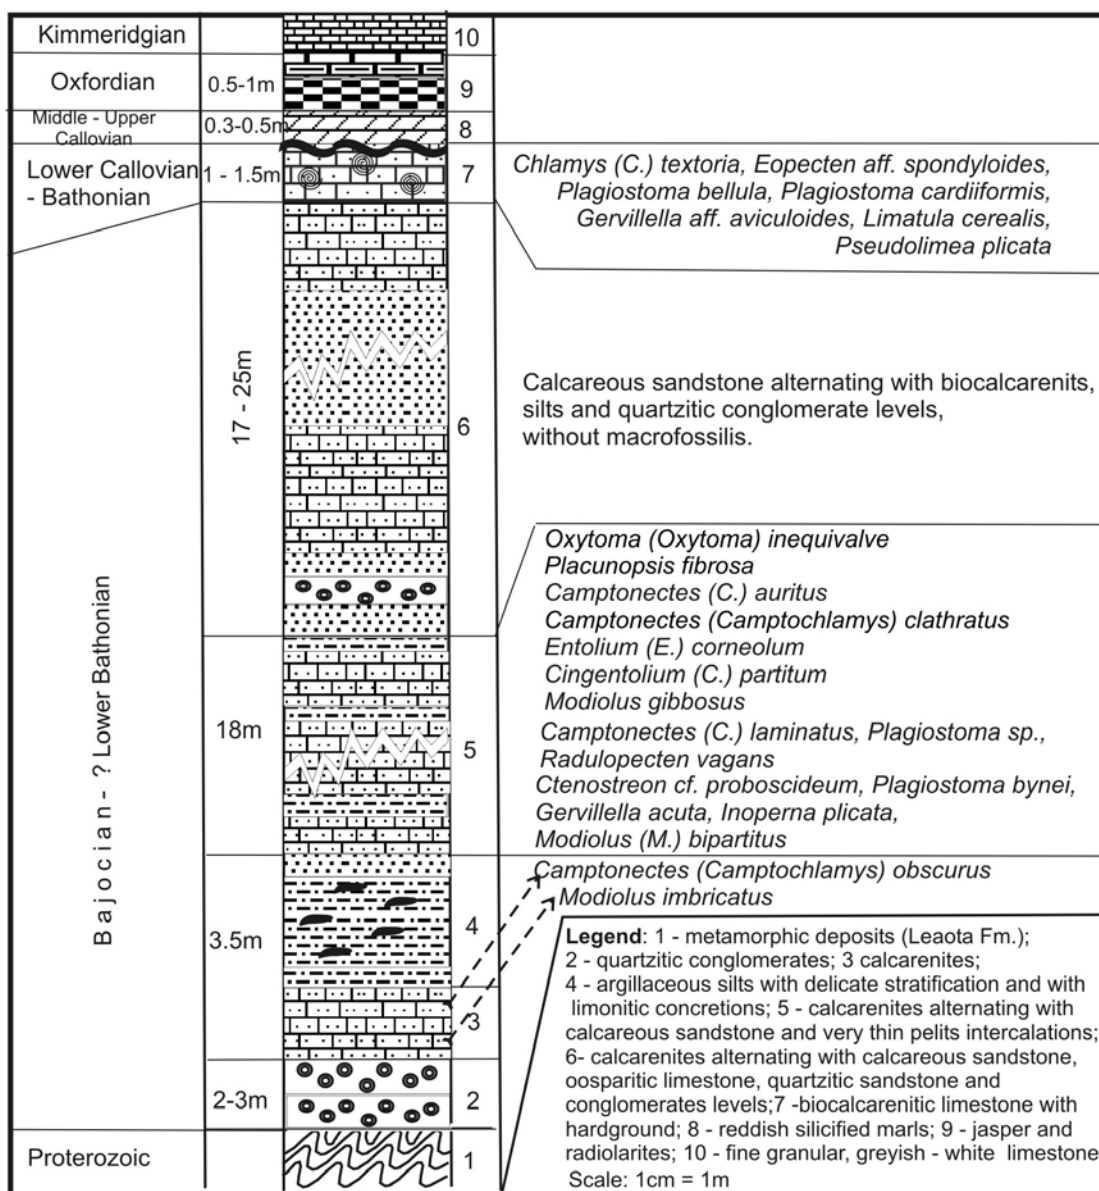 Kimmeridgian
10
Oxfordian
0.5-1m
9
Middle - Upper
Callovian
0.3-0.5m
8
Lower Callovian
- Bathonian
1 - 1.5m
7
Chlamys (C.) textoria, Eopecten aff. spondyloides,
Plagiostoma bellula, Plagiostoma cardiiformis,
Gervillella aff. aviculoides, Limatula cerealis,
Pseudolimea plicata
17 - 25m
6
Calcareous sandstone alternating with biocalcarenits,
silts and quartzitic conglomerate levels,
without macrofossilis.
Bajocian - ? Lower Bathonian
18m
5
Oxytoma (Oxytoma) inequivalve
Placunopsis fibrosa
Camptonectes (C.) auritus
Camptonectes (Camptochlamys) clathratus
Entolium (E.) corneolum
Cingentolium (C.) partitum
Modiolus gibbosus
Camptonectes (C.) laminatus, Plagiostoma sp.,
Radulopecten vagans
Ctenostreon cf. proboscideum, Plagiostoma bynei,
Gervillella acuta, Inoperna plicata,
Modiolus (M.) bipartitus
3.5m
4
3
Camptonectes (Camptochlamys) obscurus
Modiolus imbricatus
2-3m
2
Proterozoic
1
Legend: 1 - metamorphic deposits (Leaota Fm.);
2 - quartzitic conglomerates; 3 calcarenites;
4 - argillaceous silts with delicate stratification and with
limonitic concretions; 5 - calcarenites alternating with
calcareous sandstone and very thin pelits intercalations;
6- calcarenites alternating with calcareous sandstone,
oosparitic limestone, quartzitic sandstone and
conglomerates levels;7 -biocalcarenitic limestone with
hardground; 8 - reddish silicified marls; 9 - jasper and
radiolarites; 10 - fine granular, greyish - white limestone
Scale: 1cm = 1m